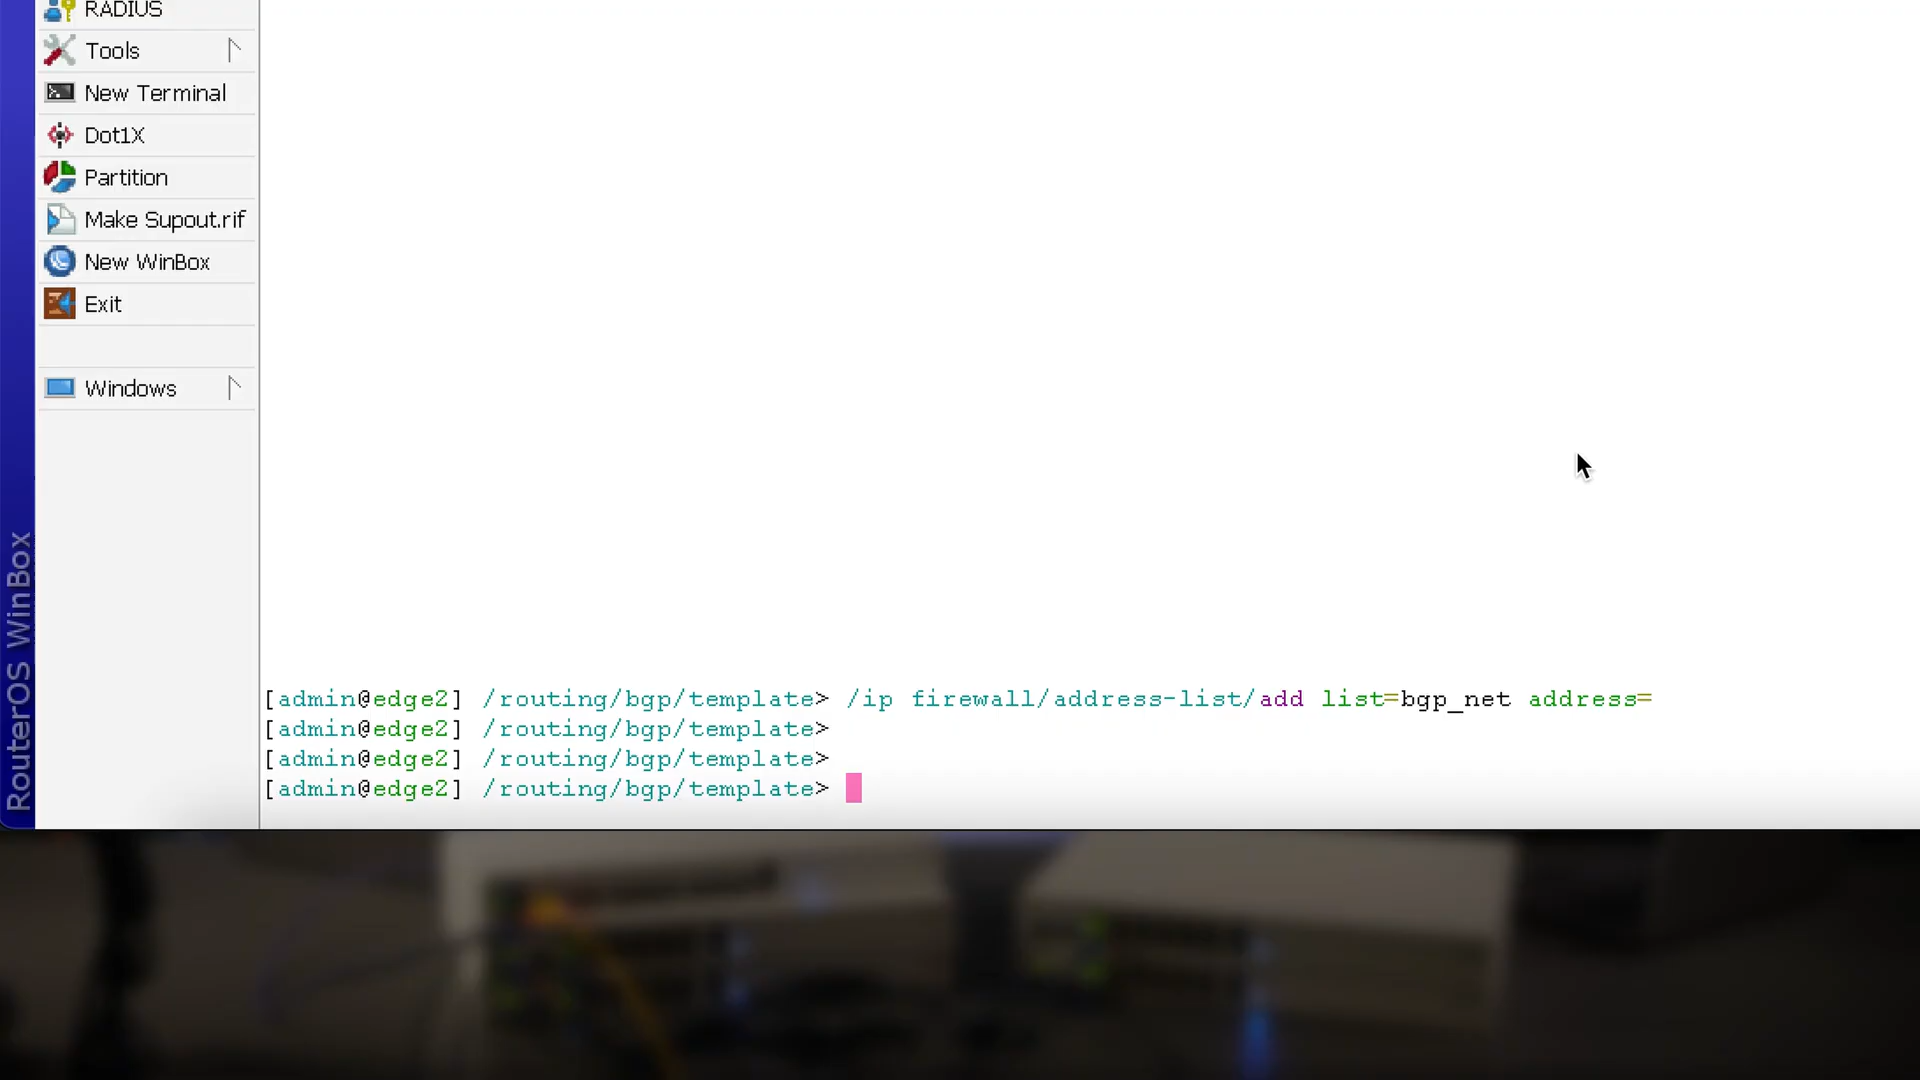 RADIUS
Tools
New Terminal
Dot1X
Partition
Make Supout.rif
New WinBox
Exit
Windows
RouterOS WinBox
[admin@edge2] /routing/bgp/template> /ip firewall/address-list/add list=bgp_net address=
[admin@edge2] /routing/bgp/template>
[admin@edge2] /routing/bgp/template>
[admin@edge2] /routing/bgp/template>